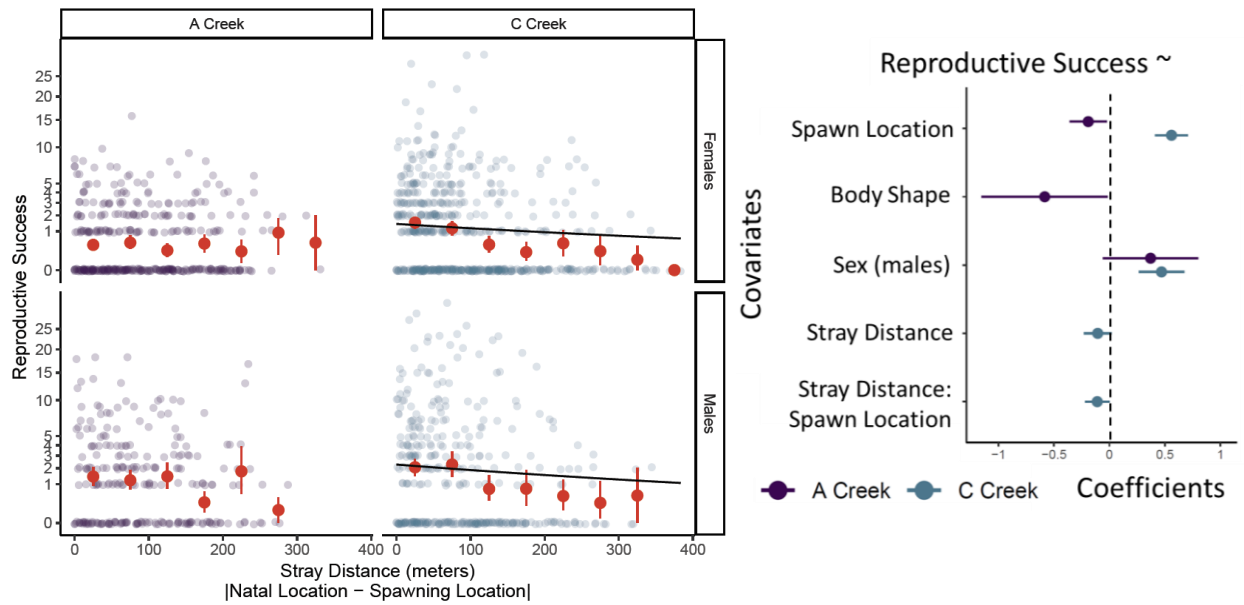 A Creek
C Creek
Reproductive Success
25
20
15
10
5
4
3
2
1
0
Females
25
20
15
10
5
4
3
2
1
0
Males
0
100
200
300
400
0
100
200
300
400
Stray Distance (meters)
|Natal Location − Spawning Location|
Reproductive Success ~
Covariates
Spawn Location
Body Shape
Sex (males)
Stray Distance
Stray Distance:
Spawn Location
−1
−0.5
0
0.5
1
A Creek
C Creek
Coefficients